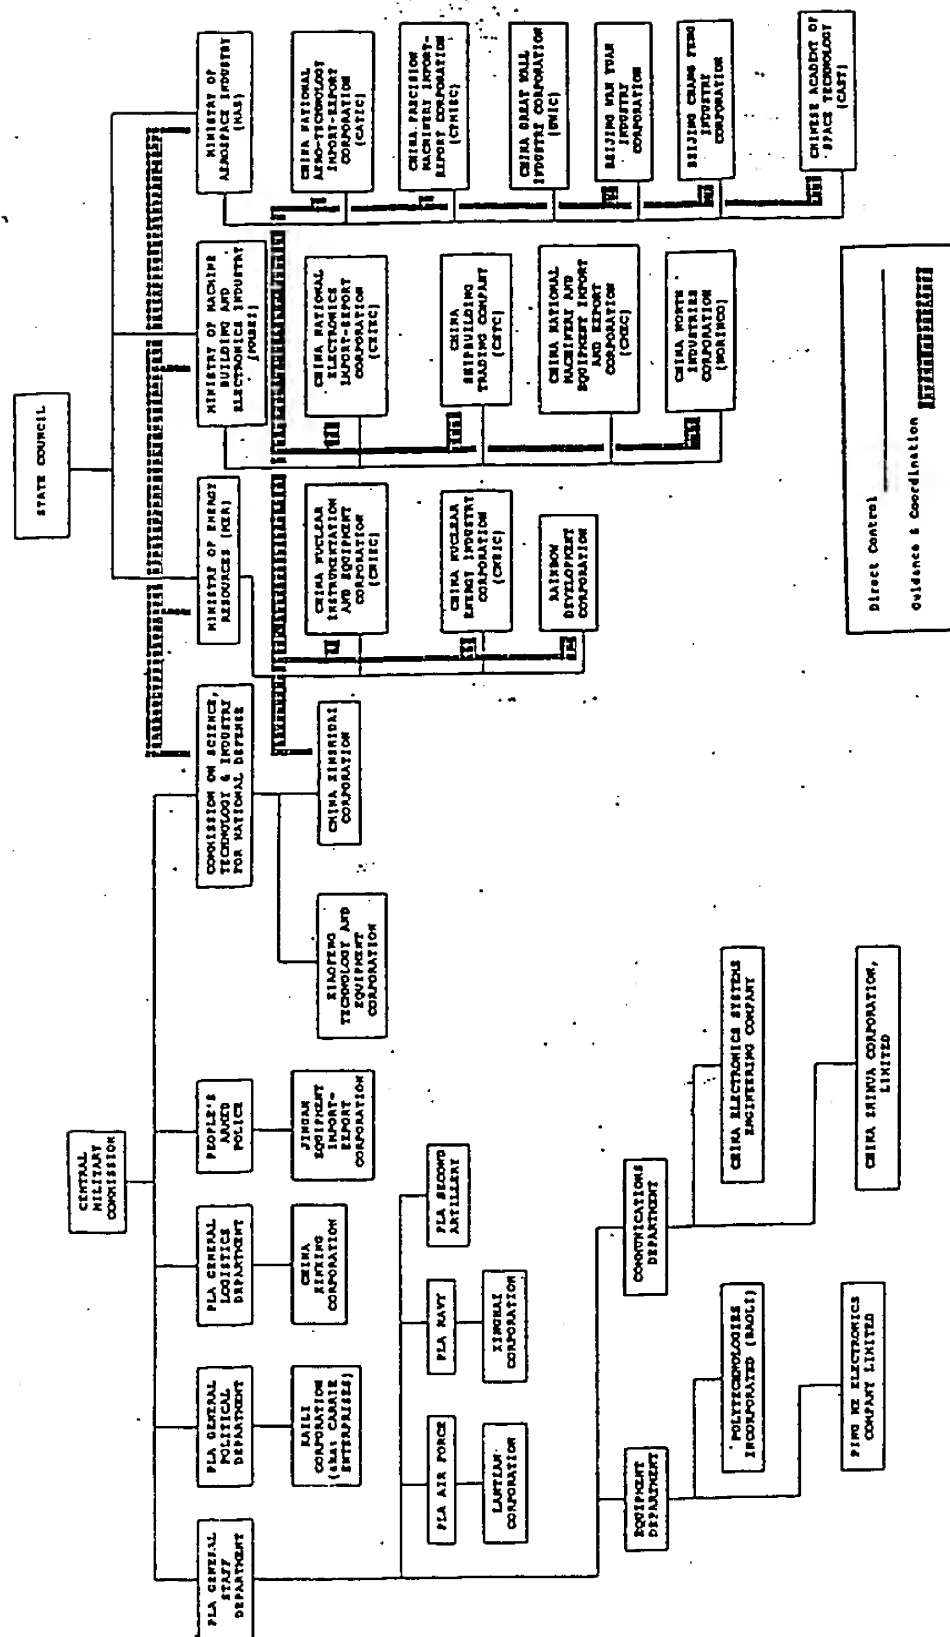 STATE COUNCIL
MINISTRY OF ENERGY
RESOURCES (MER)
MINISTRY OF MACHINE
BUILDING AND
ELECTRONICS INDUSTRY
MINISTRY OF
AEROSPACE INDUSTRY
(MAS)
CHINA NUCLEAR
INSTRUMENTATION
AND EQUIPMENT
CORPORATION
(CNIEC)
CHINA NUCLEAR
ENERGY INDUSTRY
CORPORATION
(CNEIC)
RAINBOW
DEVELOPMENT
CORPORATION
CHINA NATIONAL
ELECTRONICS
IMPORT-EXPORT
CORPORATION
(CEIEC)
CHINA
SHIPBUILDING
TRADING COMPANY
(CSTC)
CHINA NATIONAL
MACHINERY AND
EQUIPMENT IMPORT
AND EXPORT
CORPORATION
(CMEC)
CHINA NORTH
INDUSTRIES
CORPORATION
(NORINCO)
CHINA NATIONAL
AERO-TECHNOLOGY
IMPORT-EXPORT
CORPORATION
(CATIC)
CHINA PRECISION
MACHINERY IMPORT-
EXPORT CORPORATION
(CPMIEC)
CHINA GREAT WALL
INDUSTRY CORPORATION
(GWIC)
BEIJING WAN YUAN
INDUSTRY
CORPORATION
BEIJING CHANG FENG
INDUSTRY
CORPORATION
CHINESE ACADEMY OF
SPACE TECHNOLOGY
(CAST)
CENTRAL
MILITARY
COMMISSION
PLA GENERAL
STAFF
DEPARTMENT
PLA GENERAL
POLITICAL
DEPARTMENT
PLA GENERAL
LOGISTICS
DEPARTMENT
PEOPLE'S
ARMED
POLICE
COMMISSION ON SCIENCE,
TECHNOLOGY & INDUSTRY
FOR NATIONAL DEFENSE
KAILI
CORPORATION
(aka: CARRIE
ENTERPRISES)
CHINA
XINXING
CORPORATION
JINGAN
EQUIPMENT
IMPORT-
EXPORT
CORPORATION
XIAOFENG
TECHNOLOGY AND
EQUIPMENT
CORPORATION
CHINA XINSHIDAI
CORPORATION
PLA AIR FORCE
PLA NAVY
PLA SECOND
ARTILLERY
LANTIAN
CORPORATION
XINGHAI
CORPORATION
EQUIPMENT
DEPARTMENT
COMMUNICATIONS
DEPARTMENT
POLYTECHNOLOGIES
INCORPORATED (BAOLI)
PING HE ELECTRONICS
COMPANY LIMITED
CHINA ELECTRONICS SYSTEMS
ENGINEERING COMPANY
CHINA ZHIHUA CORPORATION,
LIMITED
Direct Control
Guidance & Coordination